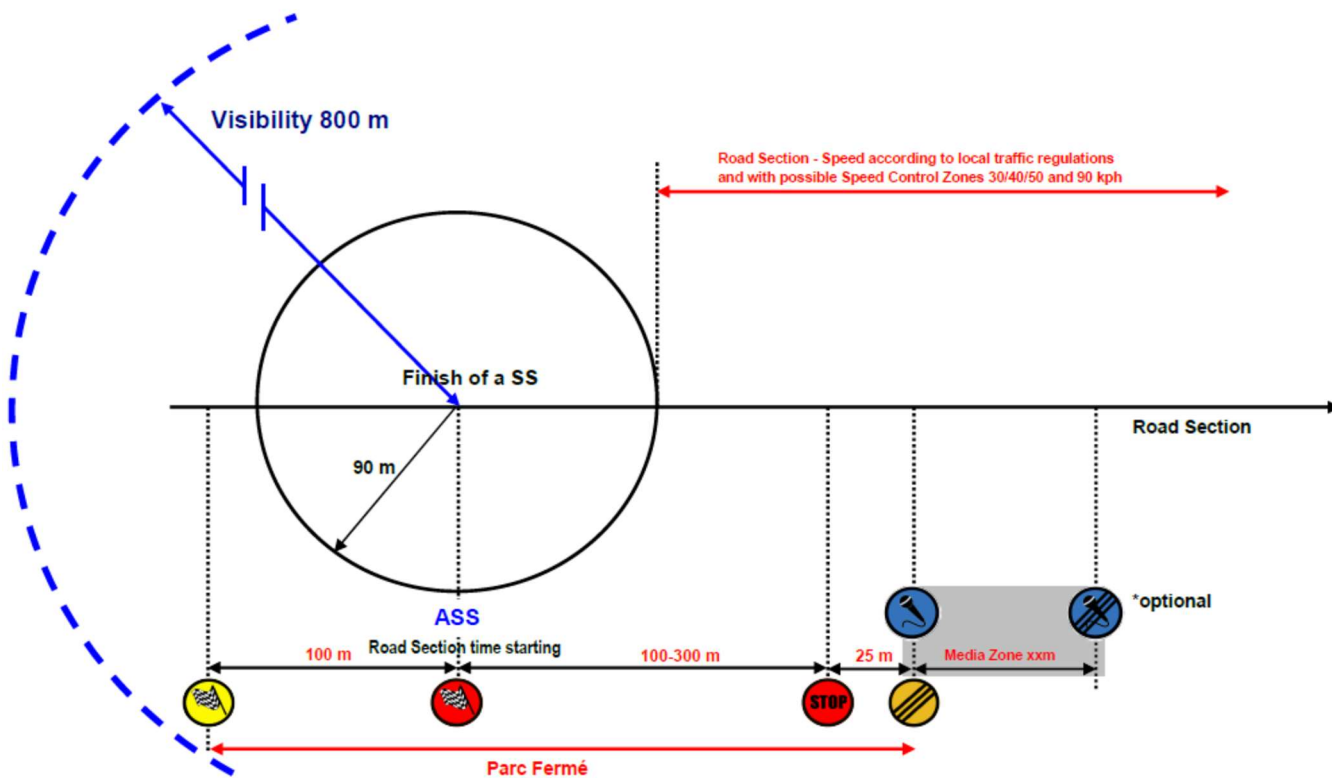 Visibility 800 m
Road Section - Speed according to local traffic regulations
and with possible Speed Control Zones 30/40/50 and 90 kph
Finish of a SS
Road Section
90 m
*optional
ASS
Road Section time starting
100 m
100-300 m
25 m
Media Zone xxm
STOP
Parc Fermé